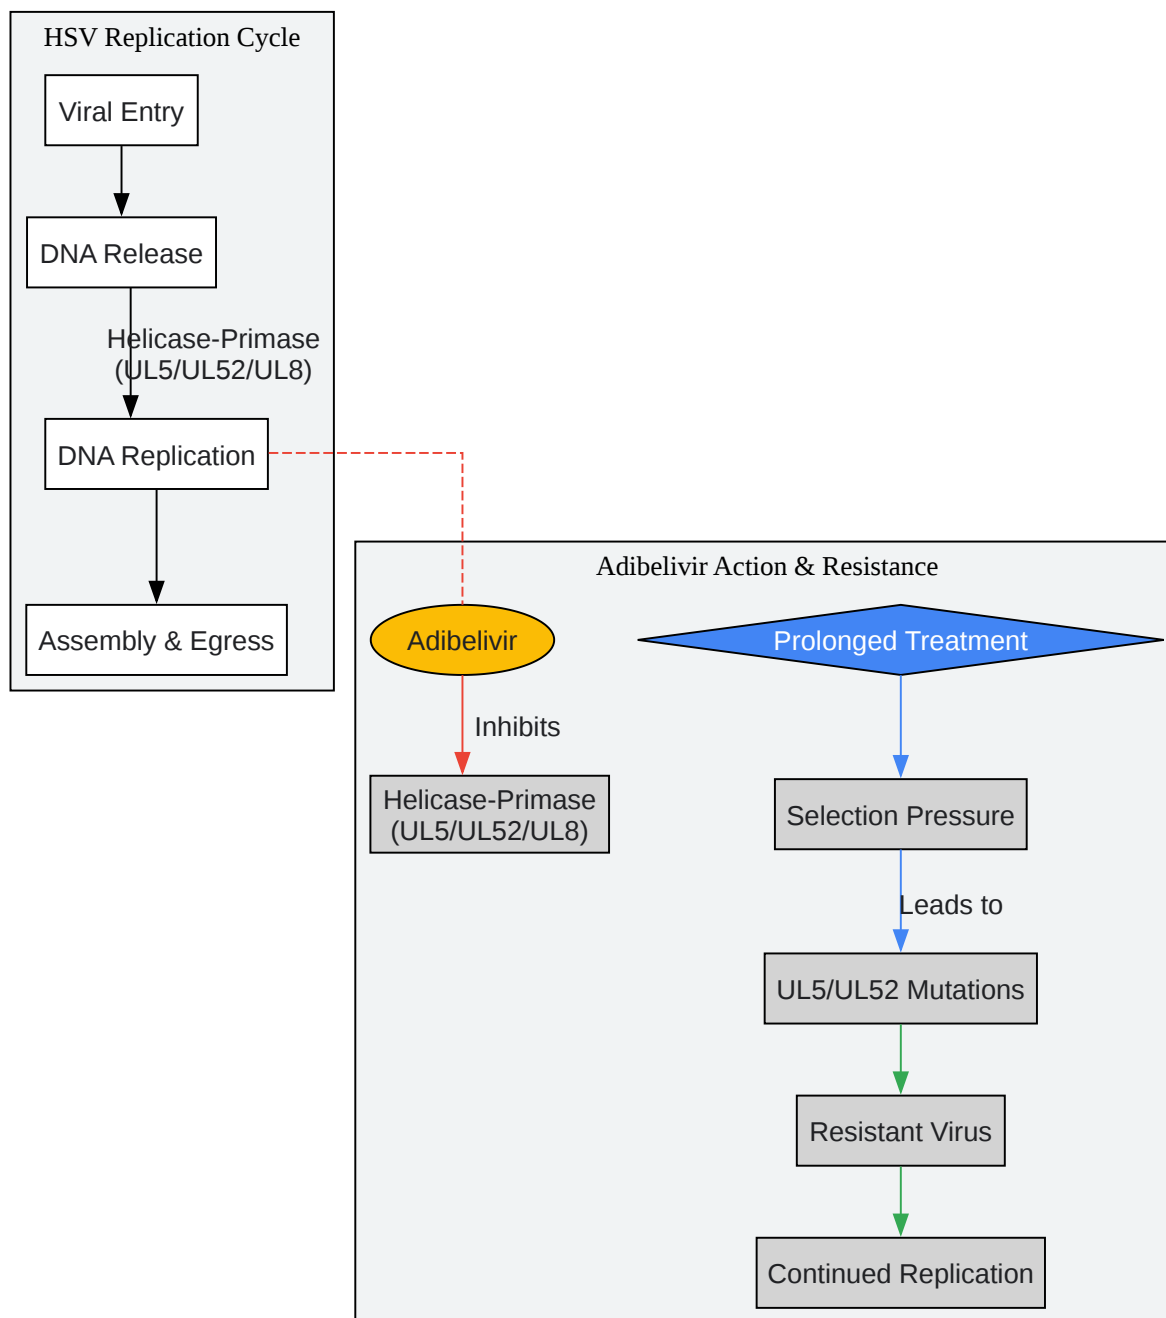 HSV Replication Cycle
Viral Entry
DNA Release
Helicase-Primase
(UL5/UL52/UL8)
DNA Replication
Assembly & Egress
Adibelivir Action & Resistance
Adibelivir
Inhibits
Helicase-Primase
(UL5/UL52/UL8)
Prolonged Treatment
Selection Pressure
Leads to
UL5/UL52 Mutations
Resistant Virus
Continued Replication